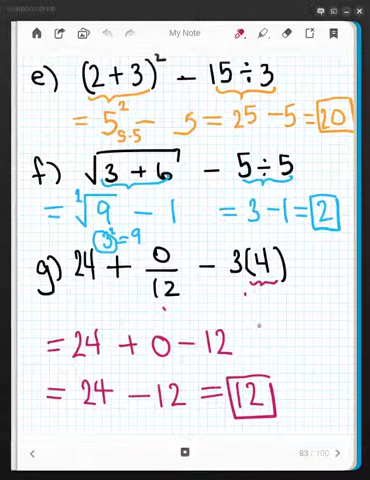 My Note
e) (2 + 3)² − 15 ÷ 3
= 5² − 5 = 25 − 5 = 20
5·5
f) √3 + 6 − 5 ÷ 5
= ²√9 − 1 = 3 − 1 = 2
3² = 9
g) 24 + 0/12 − 3(4)
= 24 + 0 − 12
= 24 − 12 = 12
83 / 100